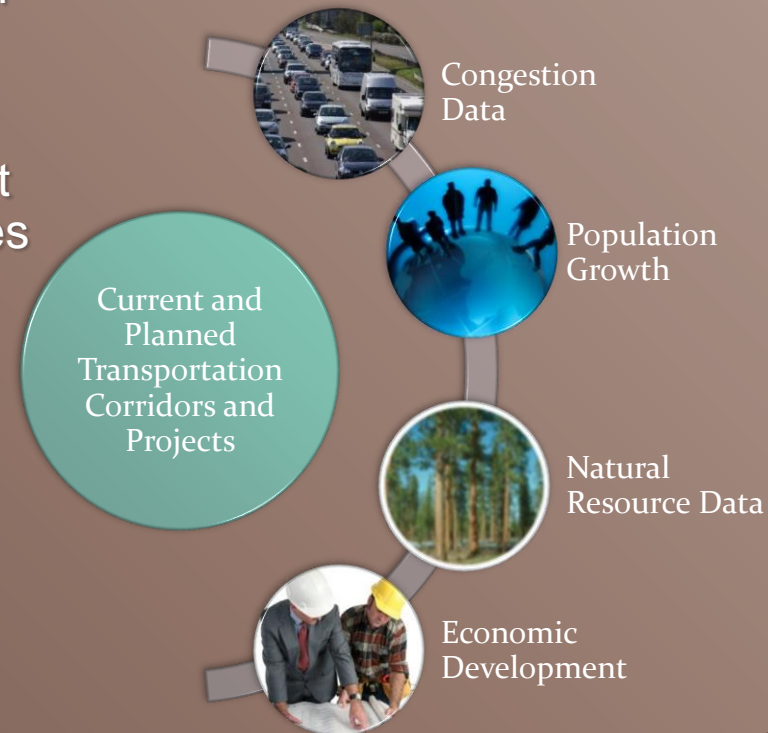 Congestion
Data
Population
Growth
Current and
Planned
Transportation
Corridors and
Projects
Natural
Resource Data
Economic
Development